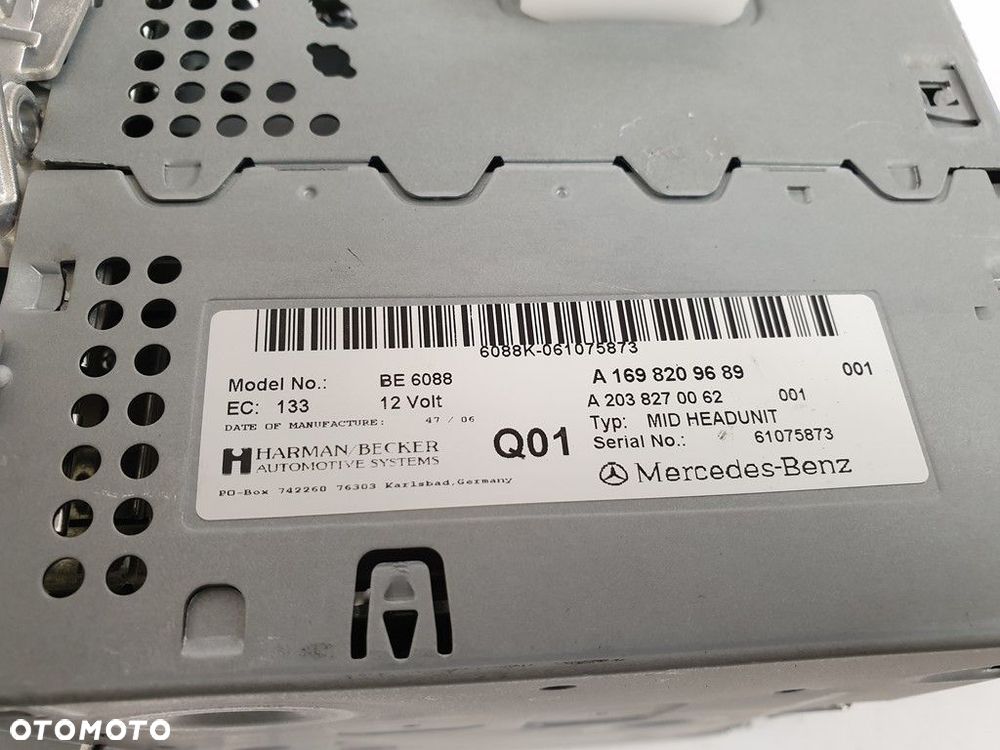 6088K-061075873
Model No.: BE 6088 A 169 820 96 89 001
EC: 133 12 Volt A 203 827 00 62 001
DATE OF MANUFACTURE: 47 / 06 Typ: MID HEADUNIT
HARMAN/BECKER Q01 Serial No.: 61075873
AUTOMOTIVE SYSTEMS Mercedes-Benz
PO-Box 742260 76303 Karlsbad,Germany
OTOMOTO